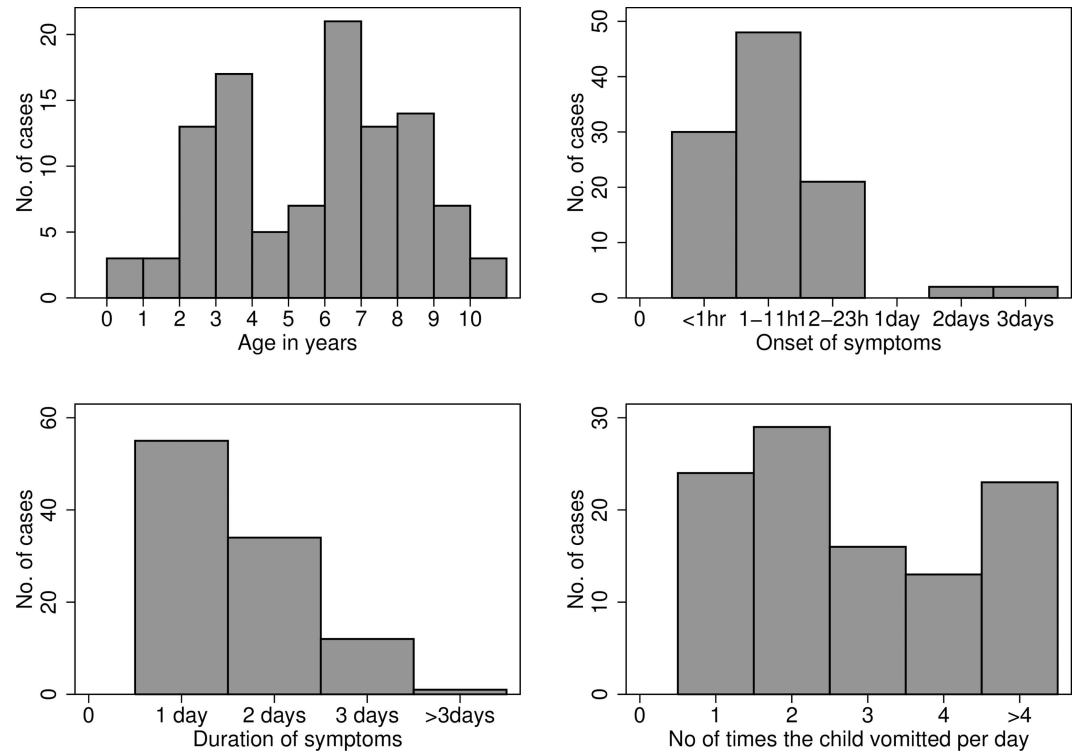 No. of cases
20
15
10
5
0
0 1 2 3 4 5 6 7 8 9 10
Age in years
No. of cases
50
40
30
20
10
0
0 <1hr 1–11h 12–23h 1day 2days 3days
Onset of symptoms
No. of cases
60
40
20
0
0 1 day 2 days 3 days >3days
Duration of symptoms
No. of cases
30
20
10
0
0 1 2 3 4 >4
No of times the child vomitted per day